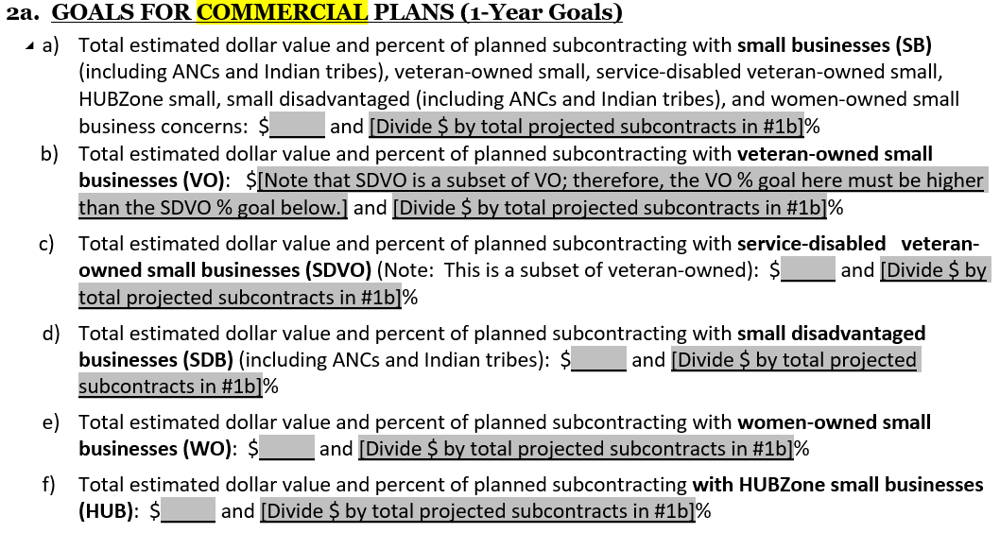 2a. GOALS FOR COMMERCIAL PLANS (1-Year Goals)
a) Total estimated dollar value and percent of planned subcontracting with small businesses (SB)
(including ANCs and Indian tribes), veteran-owned small, service-disabled veteran-owned small,
HUBZone small, small disadvantaged (including ANCs and Indian tribes), and women-owned small
business concerns: $_____ and [Divide $ by total projected subcontracts in #1b]%
b) Total estimated dollar value and percent of planned subcontracting with veteran-owned small
businesses (VO): $[Note that SDVO is a subset of VO; therefore, the VO % goal here must be higher
than the SDVO % goal below.] and [Divide $ by total projected subcontracts in #1b]%
c) Total estimated dollar value and percent of planned subcontracting with service-disabled veteran-
owned small businesses (SDVO) (Note: This is a subset of veteran-owned): $_____ and [Divide $ by
total projected subcontracts in #1b]%
d) Total estimated dollar value and percent of planned subcontracting with small disadvantaged
businesses (SDB) (including ANCs and Indian tribes): $_____ and [Divide $ by total projected
subcontracts in #1b]%
e) Total estimated dollar value and percent of planned subcontracting with women-owned small
businesses (WO): $_____ and [Divide $ by total projected subcontracts in #1b]%
f) Total estimated dollar value and percent of planned subcontracting with HUBZone small businesses
(HUB): $_____ and [Divide $ by total projected subcontracts in #1b]%